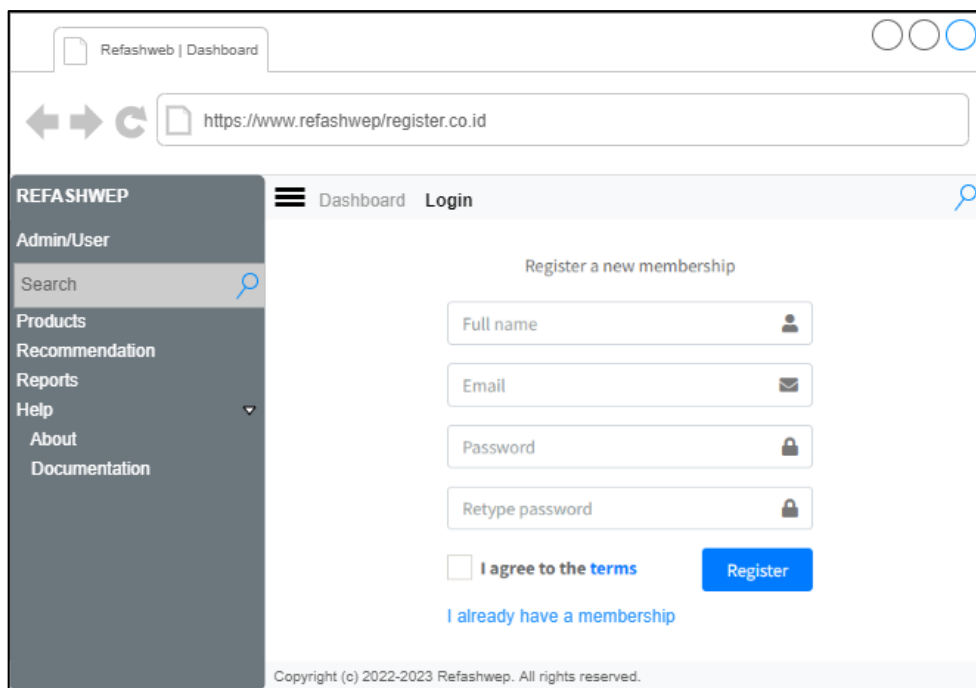 Refashweb | Dashboard
https://www.refashwep/register.co.id
REFASHWEP
Admin/User
Search
Products
Recommendation
Reports
Help
About
Documentation
Dashboard Login
Register a new membership
Full name
Email
Password
Retype password
I agree to the terms
Register
I already have a membership
Copyright (c) 2022-2023 Refashwep. All rights reserved.